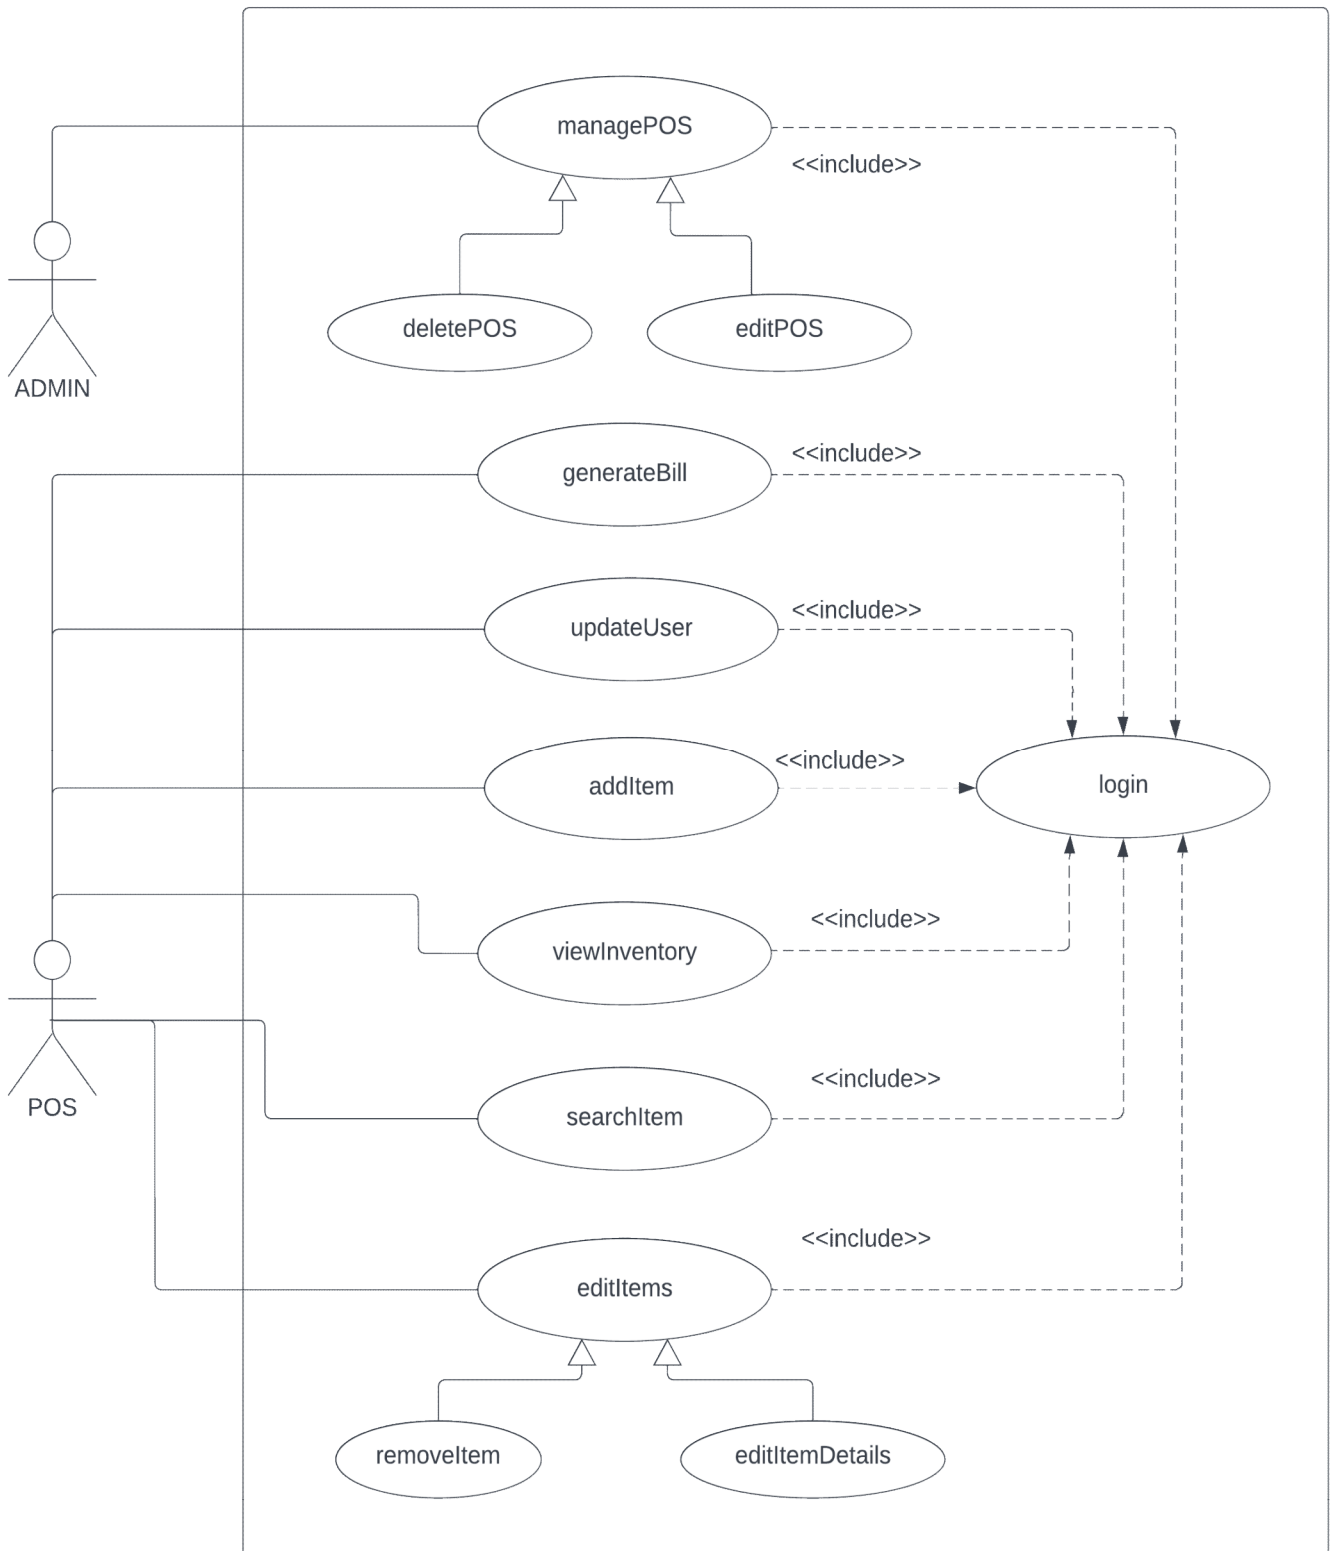 managePOS
<<include>>
deletePOS
editPOS
ADMIN
<<include>>
generateBill
<<include>>
updateUser
<<include>>
addItem
login
<<include>>
viewInventory
<<include>>
searchItem
POS
<<include>>
editItems
removeItem
editItemDetails